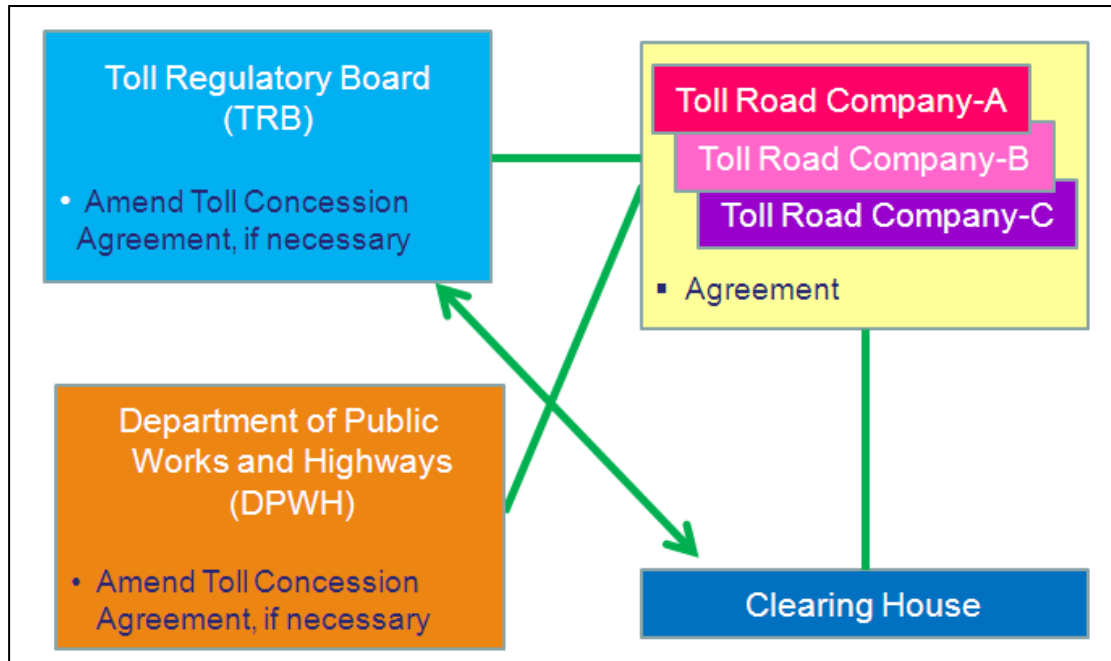 Toll Regulatory Board
(TRB)
• Amend Toll Concession
Agreement, if necessary
Toll Road Company-A
Toll Road Company-B
Toll Road Company-C
▪ Agreement
Department of Public
Works and Highways
(DPWH)
• Amend Toll Concession
Agreement, if necessary
Clearing House